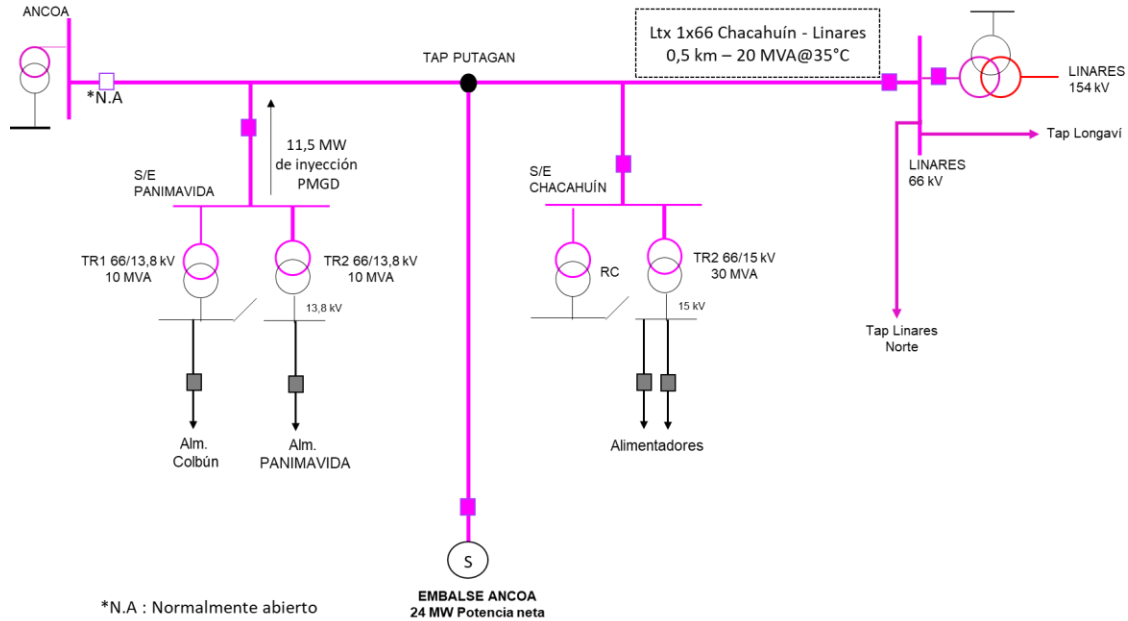 ANCOA
*N.A
TAP PUTAGAN
Ltx 1x66 Chacahuín - Linares
0,5 km – 20 MVA@35°C
LINARES
154 kV
Tap Longaví
LINARES
66 kV
Tap Linares
Norte
11,5 MW
de inyección
PMGD
S/E
PANIMAVIDA
TR1 66/13,8 kV
10 MVA
TR2 66/13,8 kV
10 MVA
13,8 kV
Alm.
Colbún
Alm.
PANIMAVIDA
S/E
CHACAHUÍN
RC
TR2 66/15 kV
30 MVA
15 kV
Alimentadores
S
EMBALSE ANCOA
24 MW Potencia neta
*N.A : Normalmente abierto